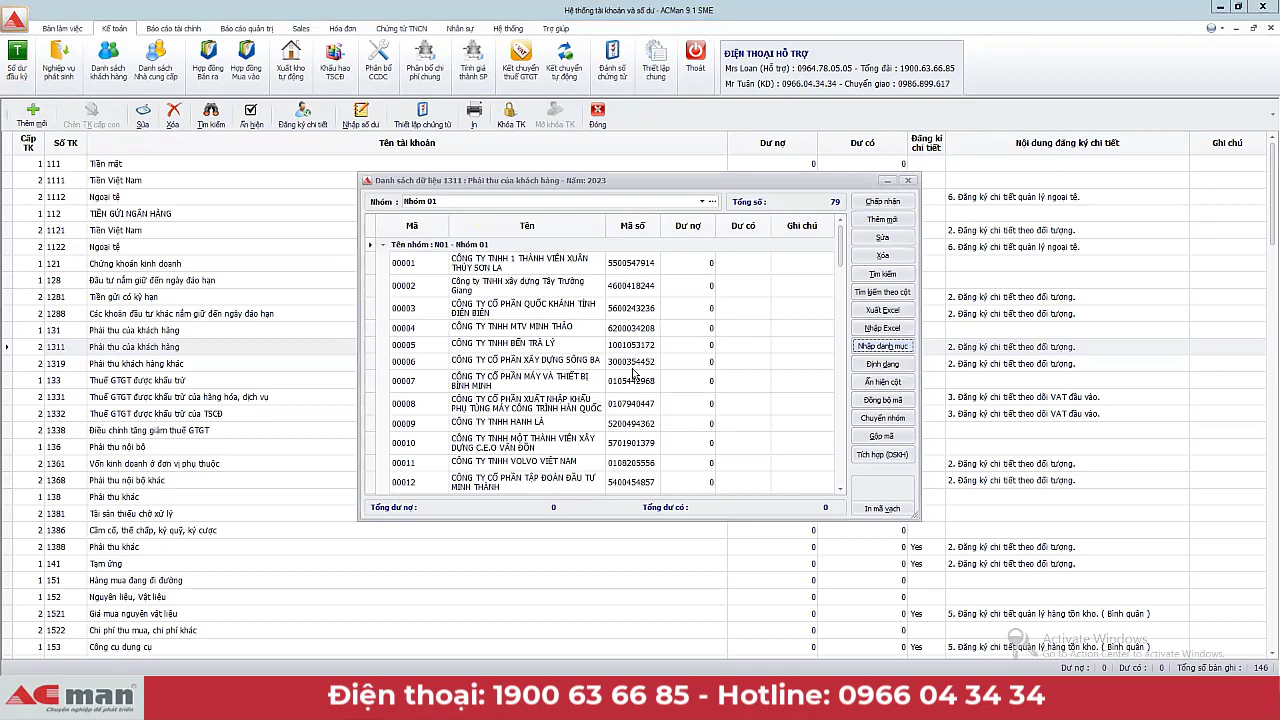 Hệ thống tài khoản và số dư - ACMan 9.1 SME
Bàn làm việc Kế toán Báo cáo tài chính Báo cáo quản trị Sales Hóa đơn Chứng từ TNCN Nhân sự Hệ thống Trợ giúp
Số dư đầu kỳ
Nghiệp vụ phát sinh
Danh sách khách hàng
Danh sách Nhà cung cấp
Hợp đồng Bán ra
Hợp đồng Mua vào
Xuất kho tự động
Khấu hao TSCĐ
Phân bổ CCDC
Phân bổ chi phí chung
Tính giá thành SP
Kết chuyển thuế GTGT
Kết chuyển tự động
Đánh số chứng từ
Thiết lập chung
Thoát
ĐIỆN THOẠI HỖ TRỢ
Mrs Loan (Hỗ trợ) : 0964.78.05.05 - Tổng đài : 1900.63.66.85
Mr Tuân (KD) : 0966.04.34.34 - Chuyển giao : 0986.899.617
Thêm mới Chèn TK cấp con Sửa Xóa Tìm kiếm Ẩn hiện Đăng ký chi tiết Nhập số dư Thiết lập chứng từ In Khóa TK Mở khóa TK Đóng
Cấp TK Số TK Tên tài khoản Dư nợ Dư có Đăng kí chi tiết Nội dung đăng ký chi tiết Ghi chú
1 111 Tiền mặt 0 0
2 1111 Tiền Việt Nam
2 1112 Ngoại tê 6. Đăng ký chi tiết quản lý ngoại tê.
1 112 TIỀN GỬI NGÂN HÀNG
2 1121 Tiền Việt Nam 2. Đăng ký chi tiết theo đối tượng.
2 1122 Ngoại tê 6. Đăng ký chi tiết quản lý ngoại tê.
1 121 Chứng khoán kinh doanh
1 128 Đầu tư nắm giữ đến ngày đáo hạn
2 1281 Tiền gửi có kỳ hạn 2. Đăng ký chi tiết theo đối tượng.
2 1288 Các khoản đầu tư khác nắm giữ đến ngày đáo hạn 2. Đăng ký chi tiết theo đối tượng.
1 131 Phải thu của khách hàng
2 1311 Phải thu của khách hàng 2. Đăng ký chi tiết theo đối tượng.
2 1319 Phải thu khách hàng khác 2. Đăng ký chi tiết theo đối tượng.
1 133 Thuế GTGT được khấu trừ
2 1331 Thuế GTGT được khấu trừ của hàng hóa, dịch vụ 3. Đăng ký chi tiết theo dõi VAT đầu vào.
2 1332 Thuế GTGT được khấu trừ của TSCĐ 3. Đăng ký chi tiết theo dõi VAT đầu vào.
2 1338 Điều chỉnh tăng giảm thuế GTGT
1 136 Phải thu nội bộ
2 1361 Vốn kinh doanh ở đơn vị phụ thuộc 2. Đăng ký chi tiết theo đối tượng.
2 1368 Phải thu nội bộ khác 2. Đăng ký chi tiết theo đối tượng.
1 138 Phải thu khác
2 1381 Tài sản thiếu chờ xử lý
2 1386 Cầm cố, thế chấp, ký quỹ, ký cược 0 0
2 1388 Phải thu khác 0 0 Yes 2. Đăng ký chi tiết theo đối tượng.
2 141 Tạm ứng 0 0 Yes 2. Đăng ký chi tiết theo đối tượng.
1 151 Hàng mua đang đi đường 0 0
1 152 Nguyên liệu, Vật liệu 0 0
2 1521 Giá mua nguyên vật liệu 0 0 Yes 5. Đăng ký chi tiết quản lý hàng tồn kho. ( Bình quân )
2 1522 Chi phí thu mua, chi phí khác 0 0
1 153 Công cụ dụng cụ 0 0 Yes 5. Đăng ký chi tiết quản lý hàng tồn kho. ( Bình quân )
Danh sách dữ liệu 1311 : Phải thu của khách hàng - Năm: 2023
Nhóm : Nhóm 01 Tổng số : 79
Mã Tên Mã số Dư nợ Dư có Ghi chú
Tên nhóm : N01 - Nhóm 01
00001 CÔNG TY TNHH 1 THÀNH VIÊN XUÂN THỦY SƠN LA 5500547914 0
00002 Công ty TNHH xây dựng Tây Trường Giang 4600418244 0
00003 CÔNG TY CỔ PHẦN QUỐC KHÁNH TỈNH ĐIỆN BIÊN 5600243236 0
00004 CÔNG TY TNHH MTV MINH THẢO 6200034208 0
00005 CÔNG TY TNHH BẾN TRÀ LÝ 1001053172 0
00006 CÔNG TY CỔ PHẦN XÂY DỰNG SÔNG BA 3000354452 0
00007 CÔNG TY CỔ PHẦN MÁY VÀ THIẾT BỊ BÌNH MINH 0105442968 0
00008 CÔNG TY CỔ PHẦN XUẤT NHẬP KHẨU PHỤ TÙNG MÁY CÔNG TRÌNH HÀN QUỐC 0107940447 0
00009 CÔNG TY TNHH HẠNH LÀ 5200494362 0
00010 CÔNG TY TNHH MỘT THÀNH VIÊN XÂY DỰNG C.E.O VÂN ĐỒN 5701901379 0
00011 CÔNG TY TNHH VOLVO VIỆT NAM 0108205556 0
00012 CÔNG TY CỔ PHẦN TẬP ĐOÀN ĐẦU TƯ MINH THÀNH 5400454857 0
Tổng dư nợ : 0 Tổng dư có : 0
Chấp nhận
Thêm mới
Sửa
Xóa
Tìm kiếm
Tìm kiếm theo cột
Xuất Excel
Nhập Excel
Nhập danh mục
Định dạng
Ẩn hiện cột
Đồng bộ mã
Chuyển nhóm
Gộp mã
Tích hợp (DSKH)
In mã vạch
Activate Windows
Go to Action Center to activate Windows.
Dư nợ : 0 Dư có : 0 Tổng số bản ghi : 146
ACman
Chuyên nghiệp để phát triển
Điện thoại: 1900 63 66 85 - Hotline: 0966 04 34 34